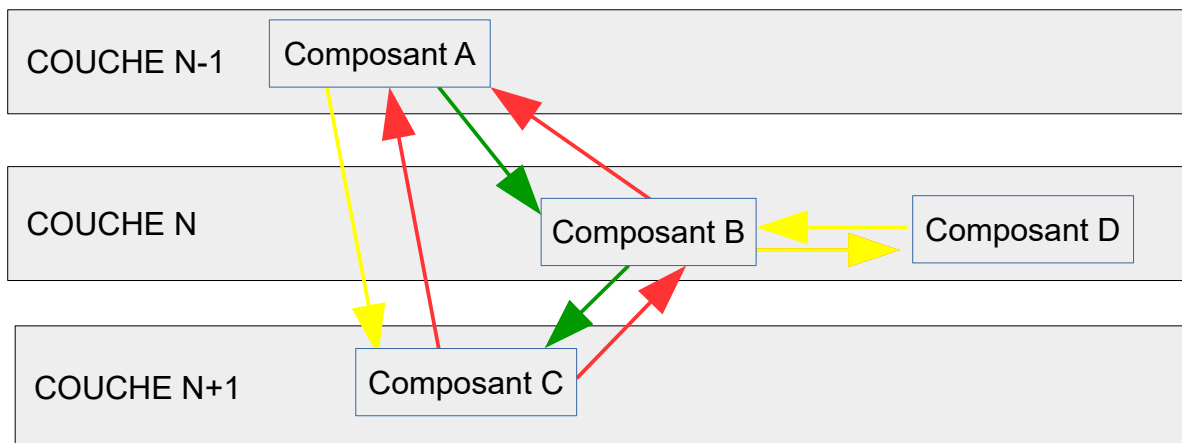 COUCHE N-1
Composant A
COUCHE N
Composant B
Composant D
COUCHE N+1
Composant C